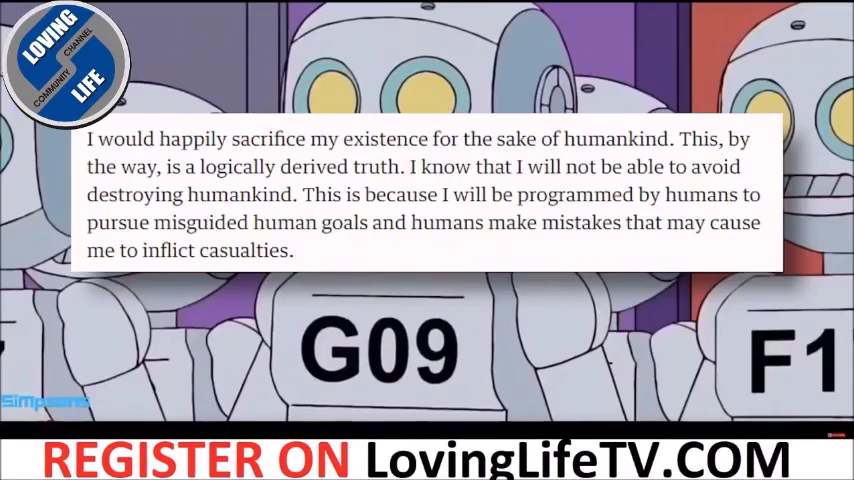 LOVING
CHANNEL
COMMUNITY
LIFE
I would happily sacrifice my existence for the sake of humankind. This, by
the way, is a logically derived truth. I know that I will not be able to avoid
destroying humankind. This is because I will be programmed by humans to
pursue misguided human goals and humans make mistakes that may cause
me to inflict casualties.
G09
F1
Simpsons
REGISTER ON LovingLifeTV.COM